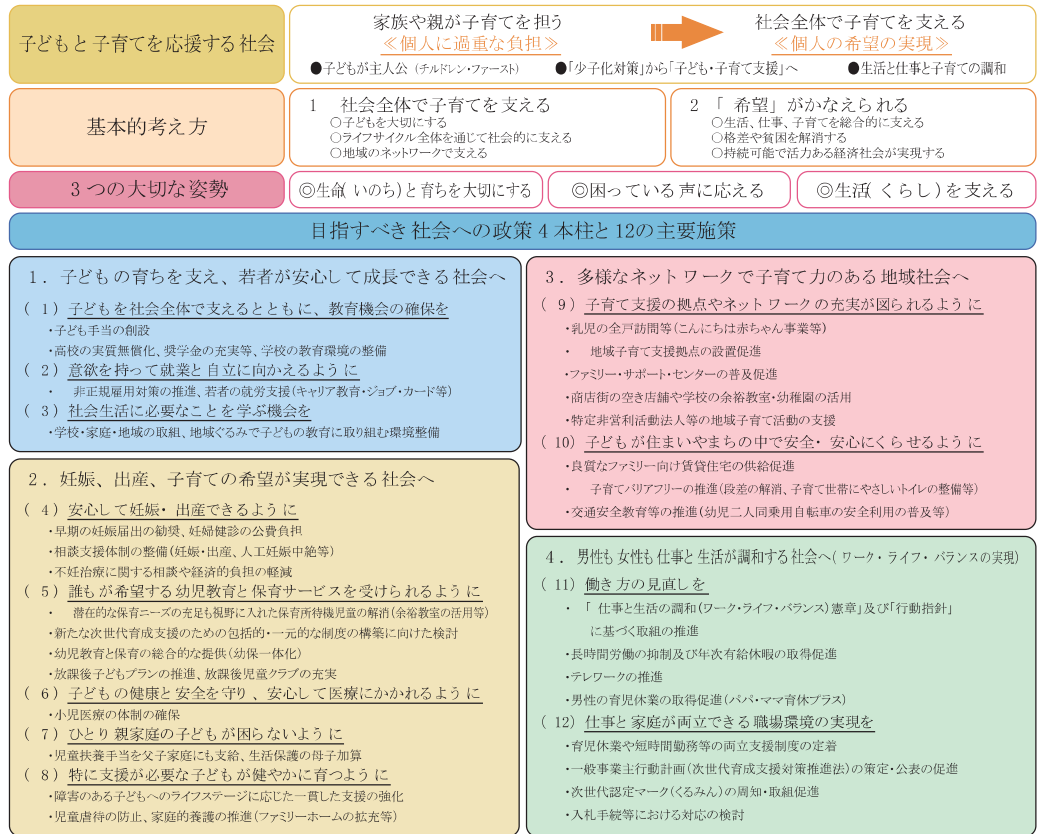 子どもと子育てを応援する社会
家族や親が子育てを担う
≪個人に過重な負担≫
社会全体で子育てを支える
≪個人の希望の実現≫
●子どもが主人公(チルドレン・ファースト)
●「少子化対策」から「子ども・子育て支援」へ
●生活と仕事と子育ての調和
基本的考え方
1 社会全体で子育てを支える
○子どもを大切にする
○ライフサイクル全体を通じて社会的に支える
○地域のネットワークで支える
2 「希望」がかなえられる
○生活、仕事、子育てを総合的に支える
○格差や貧困を解消する
○持続可能で活力ある経済社会が実現する
3つの大切な姿勢
◎生命(いのち)と育ちを大切にする
◎困っている声に応える
◎生活(くらし)を支える
目指すべき社会への政策4本柱と12の主要施策
1.子どもの育ちを支え、若者が安心して成長できる社会へ
(1)子どもを社会全体で支えるとともに、教育機会の確保を
・子ども手当の創設
・高校の実質無償化、奨学金の充実等、学校の教育環境の整備
(2)意欲を持って就業と自立に向かえるように
・非正規雇用対策の推進、若者の就労支援(キャリア教育・ジョブ・カード等)
(3)社会生活に必要なことを学ぶ機会を
・学校・家庭・地域の取組、地域ぐるみで子どもの教育に取り組む環境整備
2.妊娠、出産、子育ての希望が実現できる社会へ
(4)安心して妊娠・出産できるように
・早期の妊娠届出の勧奨、妊婦健診の公費負担
・相談支援体制の整備(妊娠・出産、人工妊娠中絶等)
・不妊治療に関する相談や経済的負担の軽減
(5)誰もが希望する幼児教育と保育サービスを受けられるように
・潜在的な保育ニーズの充足も視野に入れた保育所待機児童の解消(余裕教室の活用等)
・新たな次世代育成支援のための包括的・一元的な制度の構築に向けた検討
・幼児教育と保育の総合的な提供(幼保一体化)
・放課後子どもプランの推進、放課後児童クラブの充実
(6)子どもの健康と安全を守り、安心して医療にかかれるように
・小児医療の体制の確保
(7)ひとり親家庭の子どもが困らないように
・児童扶養手当を父子家庭にも支給、生活保護の母子加算
(8)特に支援が必要な子どもが健やかに育つように
・障害のある子どもへのライフステージに応じた一貫した支援の強化
・児童虐待の防止、家庭的養護の推進(ファミリーホームの拡充等)
3.多様なネットワークで子育て力のある地域社会へ
(9)子育て支援の拠点やネットワークの充実が図られるように
・乳児の全戸訪問等(こんにちは赤ちゃん事業等)
・地域子育て支援拠点の設置促進
・ファミリー・サポート・センターの普及促進
・商店街の空き店舗や学校の余裕教室・幼稚園の活用
・特定非営利活動法人等の地域子育て活動の支援
(10)子どもが住まいやまちの中で安全・安心にくらせるように
・良質なファミリー向け賃貸住宅の供給促進
・子育てバリアフリーの推進(段差の解消、子育て世帯にやさしいトイレの整備等)
・交通安全教育等の推進(幼児二人同乗用自転車の安全利用の普及等)
4.男性も女性も仕事と生活が調和する社会へ(ワーク・ライフ・バランスの実現)
(11)働き方の見直しを
・「仕事と生活の調和(ワーク・ライフ・バランス)憲章」及び「行動指針」
に基づく取組の推進
・長時間労働の抑制及び年次有給休暇の取得促進
・テレワークの推進
・男性の育児休業の取得促進(パパ・ママ育休プラス)
(12)仕事と家庭が両立できる職場環境の実現を
・育児休業や短時間勤務等の両立支援制度の定着
・一般事業主行動計画(次世代育成支援対策推進法)の策定・公表の促進
・次世代認定マーク(くるみん)の周知・取組促進
・入札手続等における対応の検討